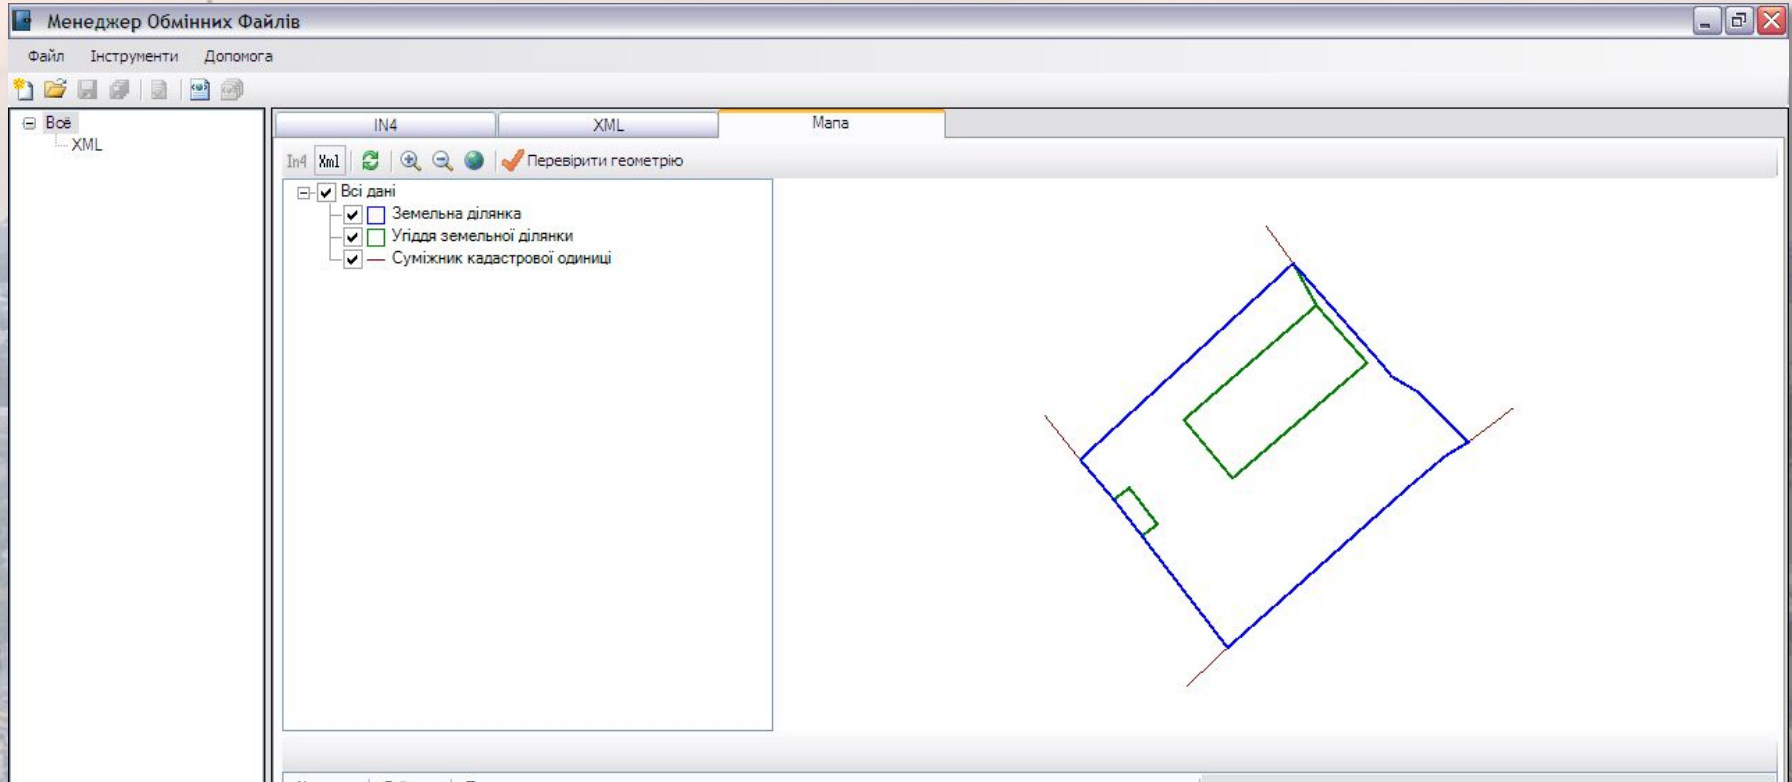 Менеджер Обмінних Файлів
Файл Інструменти Допомога
Всё
XML
IN4 XML Мапа
In4 Xml Перевірити геометрію
Всі дані
Земельна ділянка
Угіддя земельної ділянки
Суміжник кадастрової одиниці